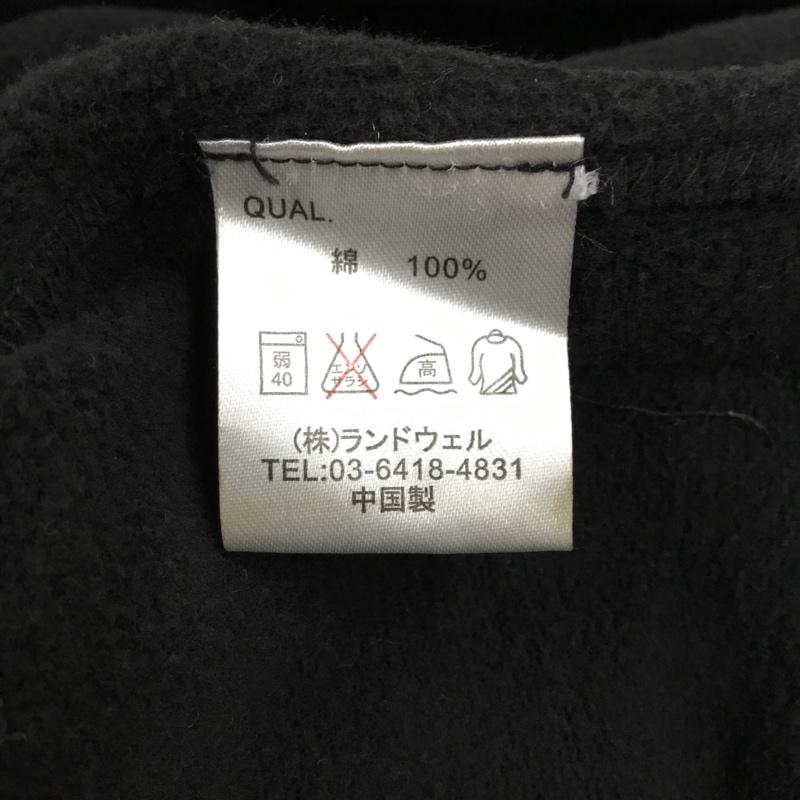 QUAL.
綿 100%
弱 エンソ 高
40 サラシ
(株)ランドウェル
TEL:03-6418-4831
中国製